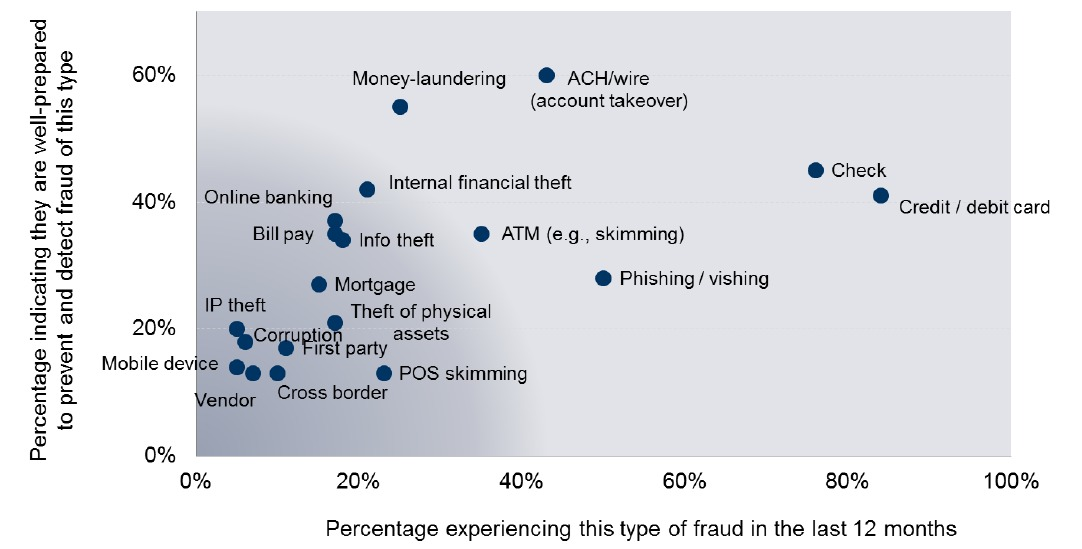 Percentage indicating they are well-prepared
to prevent and detect fraud of this type
60%
40%
20%
0%
Money-laundering
ACH/wire
(account takeover)
Check
Credit / debit card
Internal financial theft
Online banking
Bill pay
Info theft
ATM (e.g., skimming)
Phishing / vishing
Mortgage
IP theft
Theft of physical
assets
Corruption
First party
Mobile device
POS skimming
Cross border
Vendor
0%
20%
40%
60%
80%
100%
Percentage experiencing this type of fraud in the last 12 months